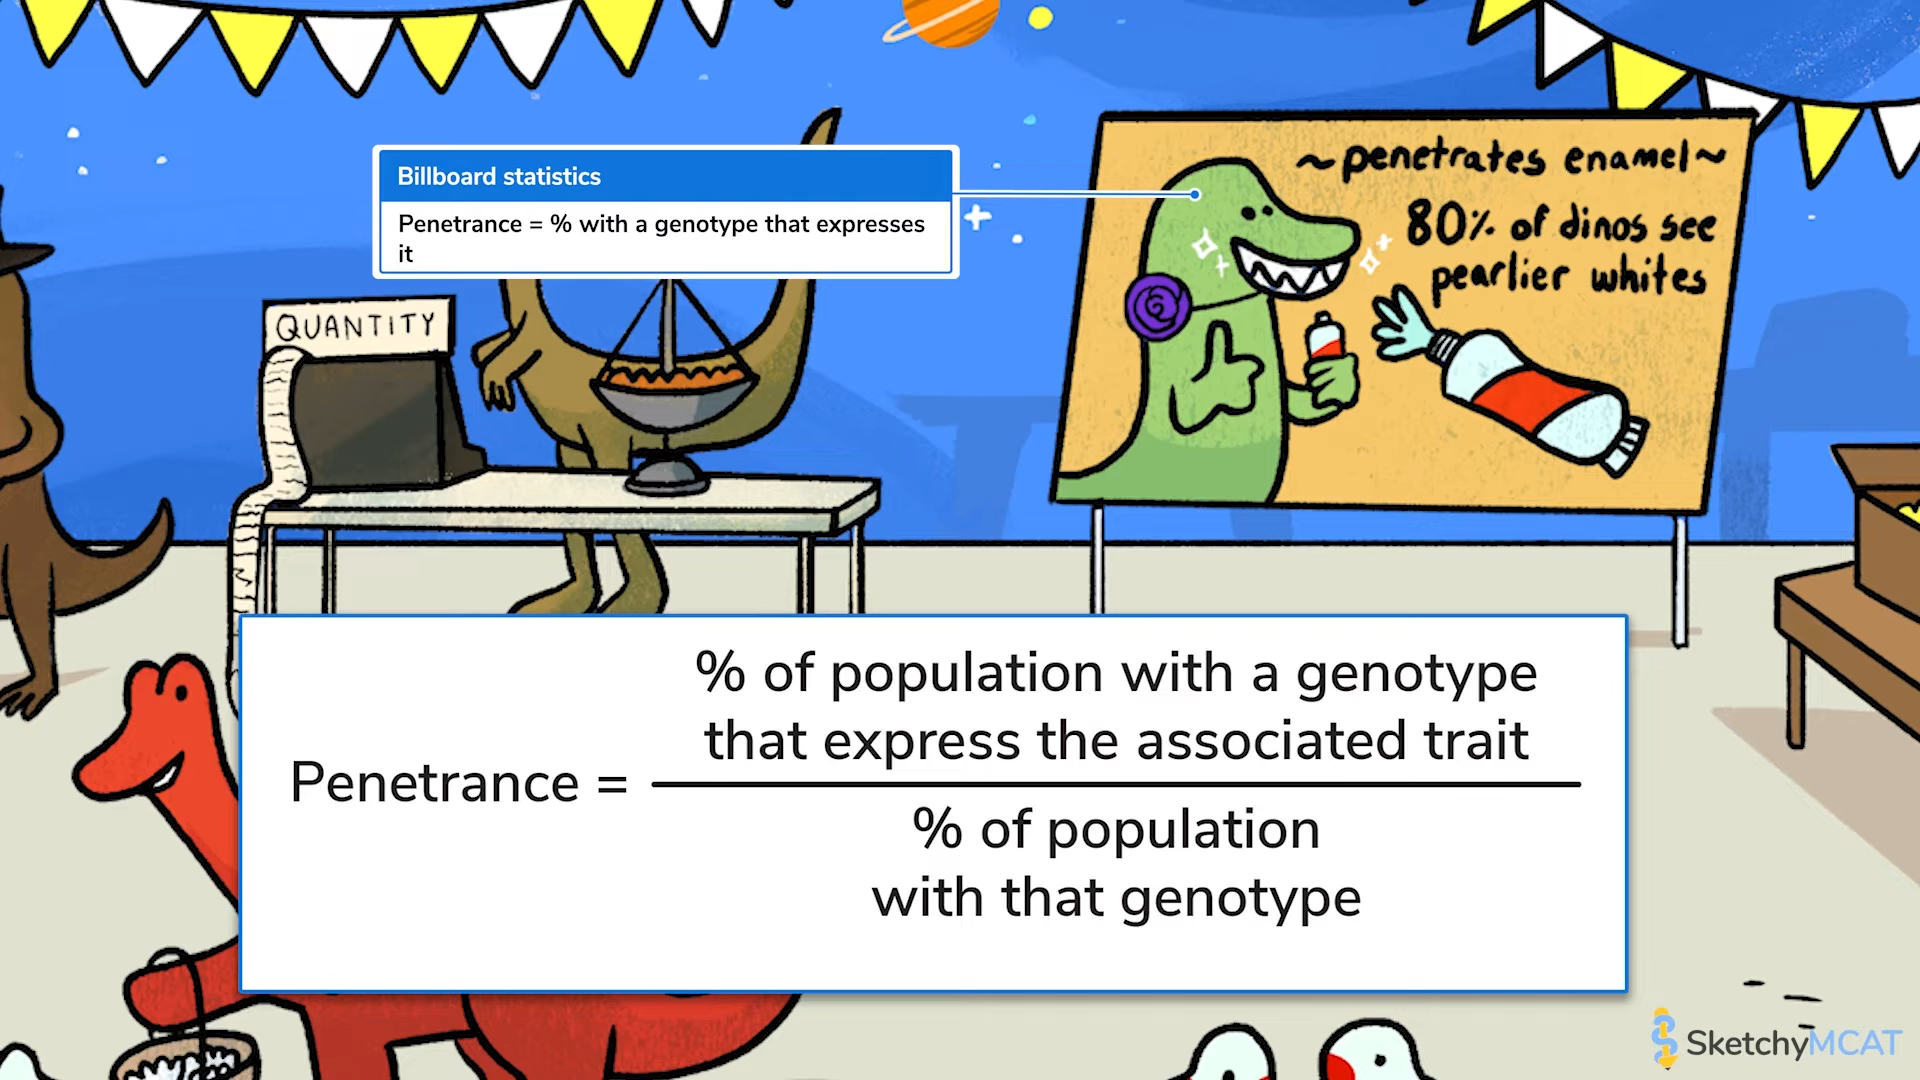 ~penetrates enamel~
80% of dinos see
pearlier whites
Billboard statistics
Penetrance = % with a genotype that expresses
it
QUANTITY
Penetrance = % of population with a genotype
that express the associated trait
% of population
with that genotype
SketchyMCAT